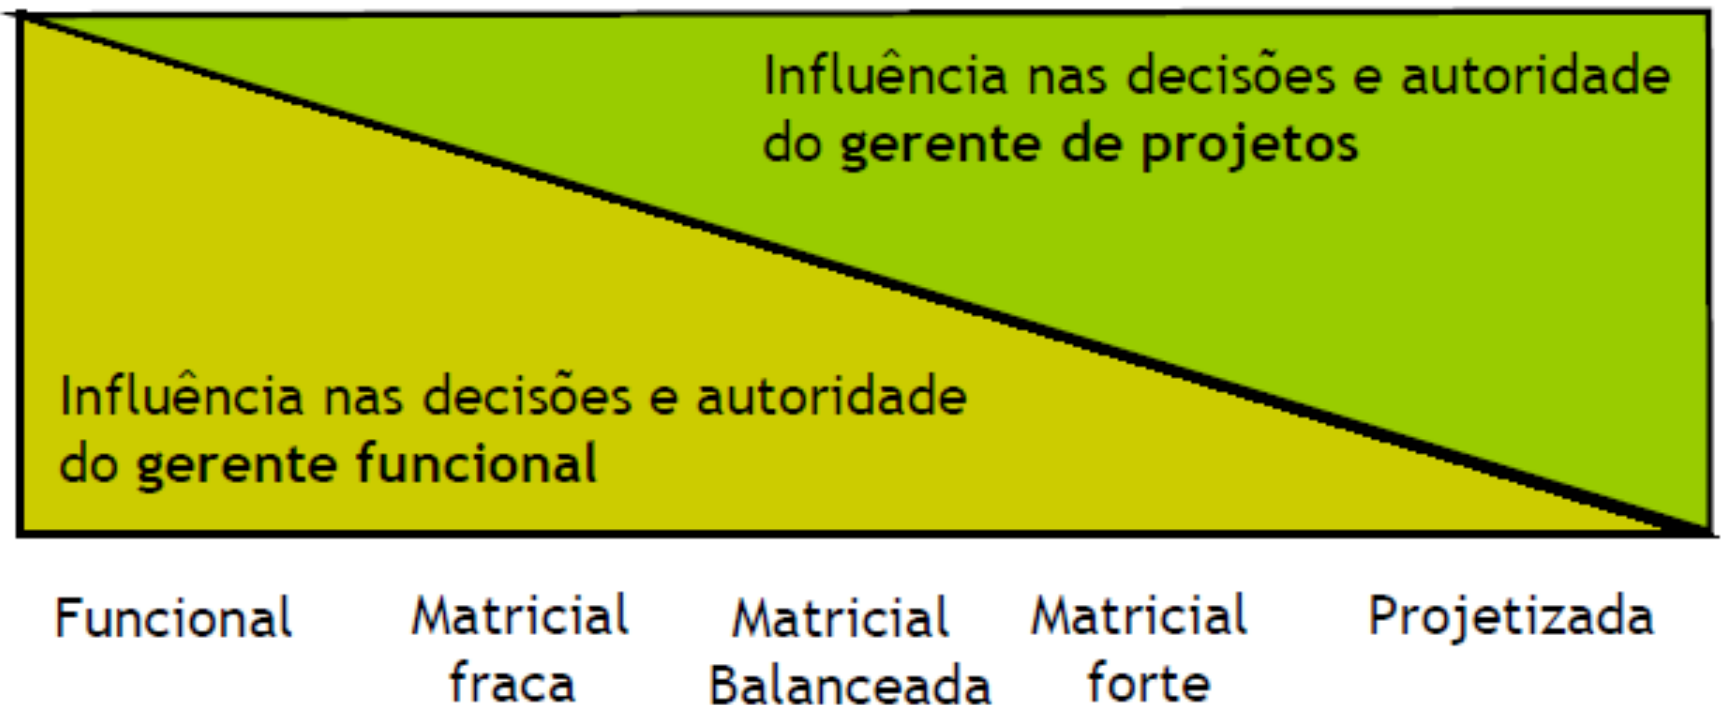 Influência nas decisões e autoridade
do gerente de projetos
Influência nas decisões e autoridade
do gerente funcional
Funcional
Matricial
fraca
Matricial
Balanceada
Matricial
forte
Projetizada